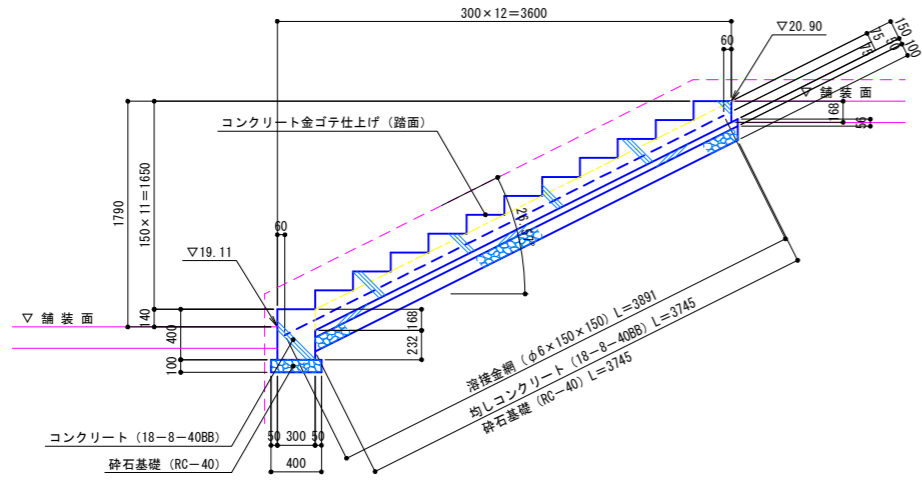 300×12=3600
60
▽20.90
75
75
50
150
100
▽ 舗 装 面
168
56
コンクリート金ゴテ仕上げ (踏面)
1790
150×11=1650
60
▽19.11
26.57°
▽ 舗 装 面
140
400
100
168
232
溶接金網 (φ6×150×150) L=3891
均しコンクリート (18-8-40BB) L=3745
砕石基礎 (RC-40) L=3745
コンクリート (18-8-40BB)
砕石基礎 (RC-40)
50 300 50
400